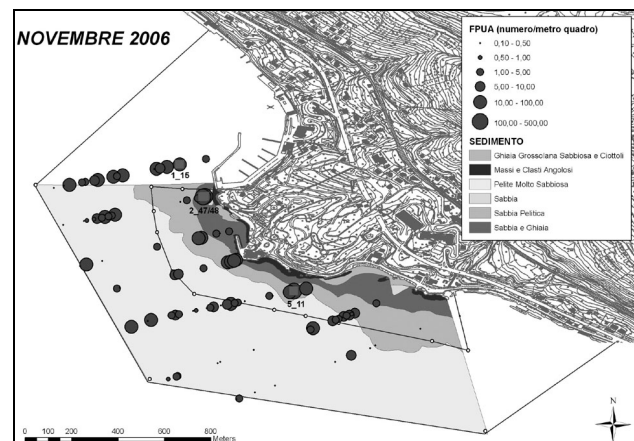 NOVEMBRE 2006
FPUA (numero/metro quadro)
0,10 - 0,50
0,50 - 1,00
1,00 - 5,00
5,00 - 10,00
10,00 - 100,00
100,00 - 500,00
SEDIMENTO
Ghiaia Grossolana Sabbiosa e Ciottoli
Massi e Clasti Angolosi
Pelite Molto Sabbiosa
Sabbia
Sabbia Pelitica
Sabbia e Ghiaia
1_15
2_47/48
5_11
N
0 100 200 400 600 800
Meters